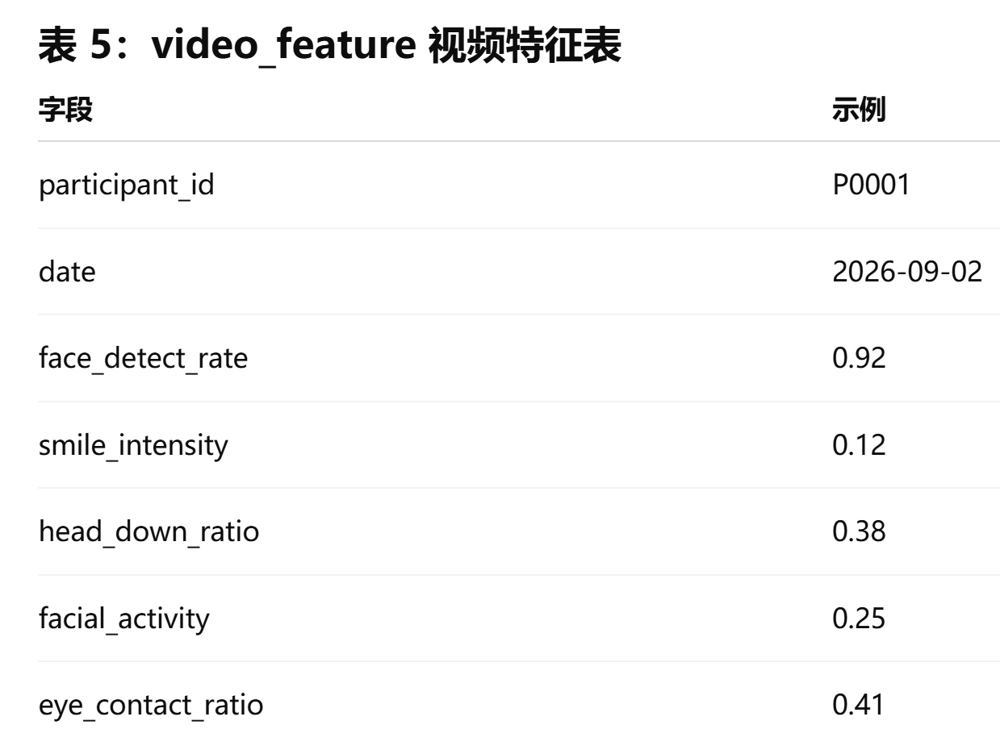 表 5：video_feature 视频特征表
字段 示例
participant_id P0001
date 2026-09-02
face_detect_rate 0.92
smile_intensity 0.12
head_down_ratio 0.38
facial_activity 0.25
eye_contact_ratio 0.41